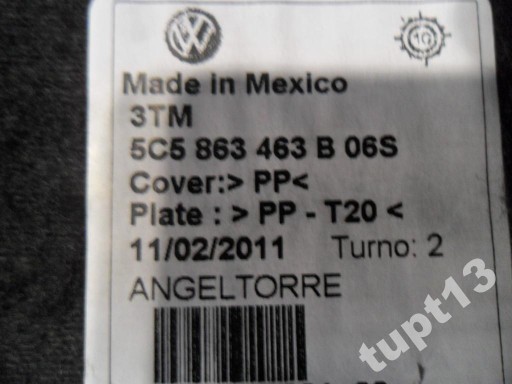 10
Made in Mexico
3TM
5C5 863 463 B 06S
Cover:> PP<
Plate : > PP - T20 <
11/02/2011 Turno: 2
ANGELTORRE
tupt13